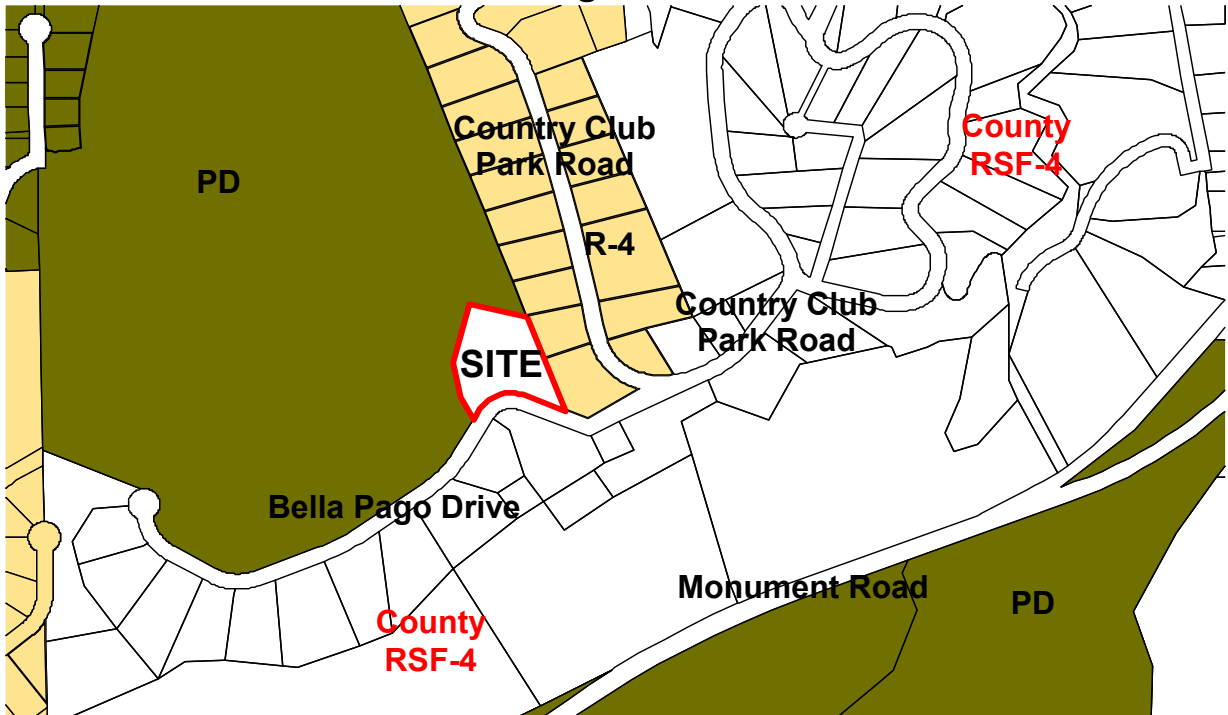 Country Club
Park Road
County
RSF-4
PD
R-4
Country Club
Park Road
SITE
Bella Pago Drive
Monument Road
PD
County
RSF-4